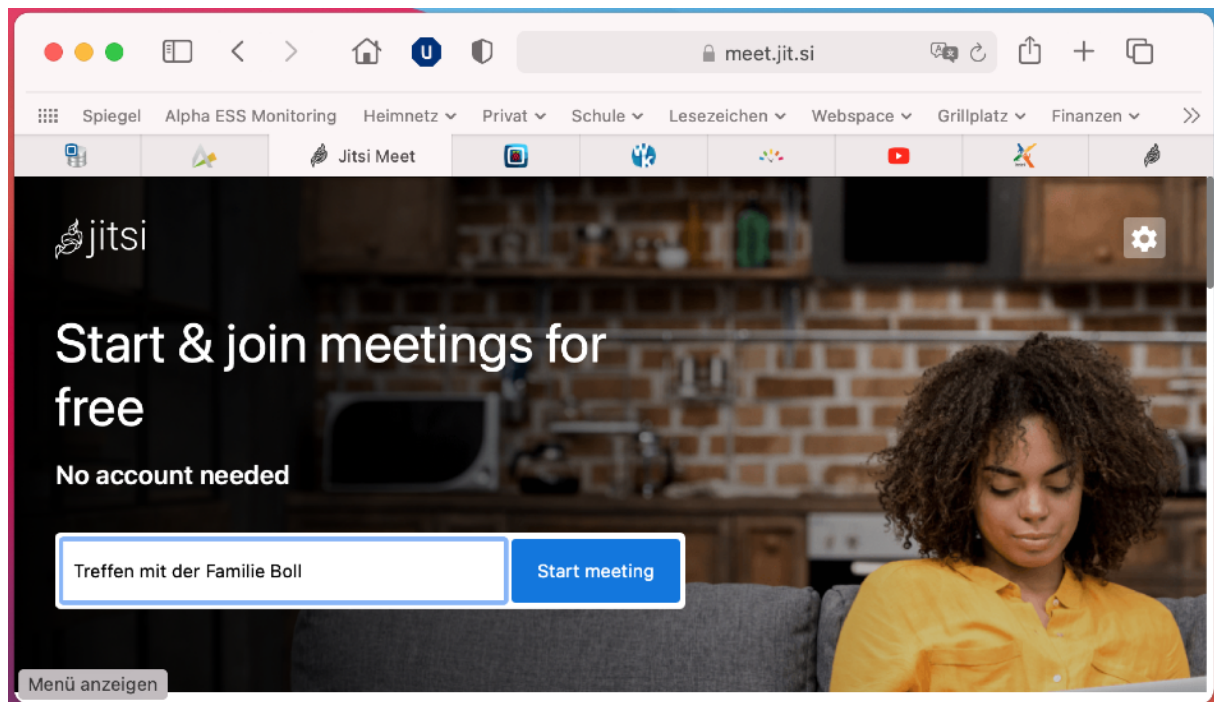 meet.jit.si
Spiegel Alpha ESS Monitoring Heimnetz Privat Schule Lesezeichen Webspace Grillplatz Finanzen
Jitsi Meet
jitsi
Start & join meetings for
free
No account needed
Treffen mit der Familie Boll Start meeting
Menü anzeigen